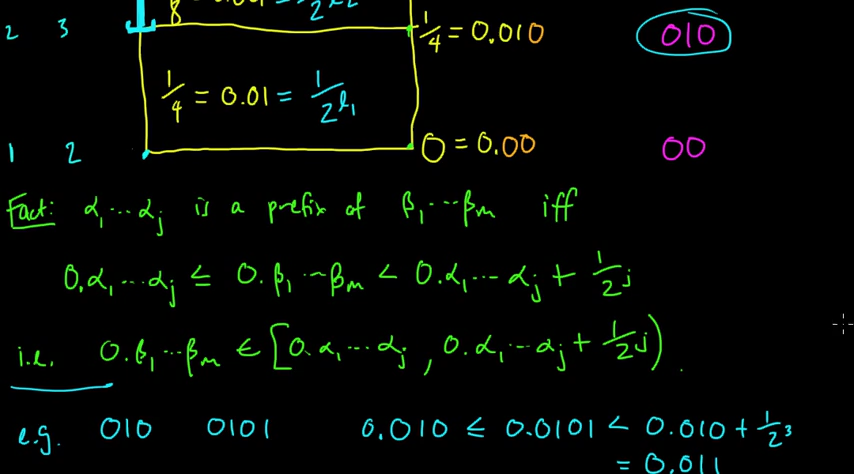 2 3 1/4 = 0.010 010
1/4 = 0.01 = 1/2^l₁
1 2 0 = 0.00 00
Fact: α₁⋯αⱼ is a prefix of β₁⋯βₘ iff
0.α₁⋯αⱼ ≤ 0.β₁⋯βₘ < 0.α₁⋯αⱼ + 1/2^j
i.e. 0.β₁⋯βₘ ∈ [0.α₁⋯αⱼ, 0.α₁⋯αⱼ + 1/2^j).
e.g. 010 0101 0.010 ≤ 0.0101 < 0.010 + 1/2^3
= 0.011